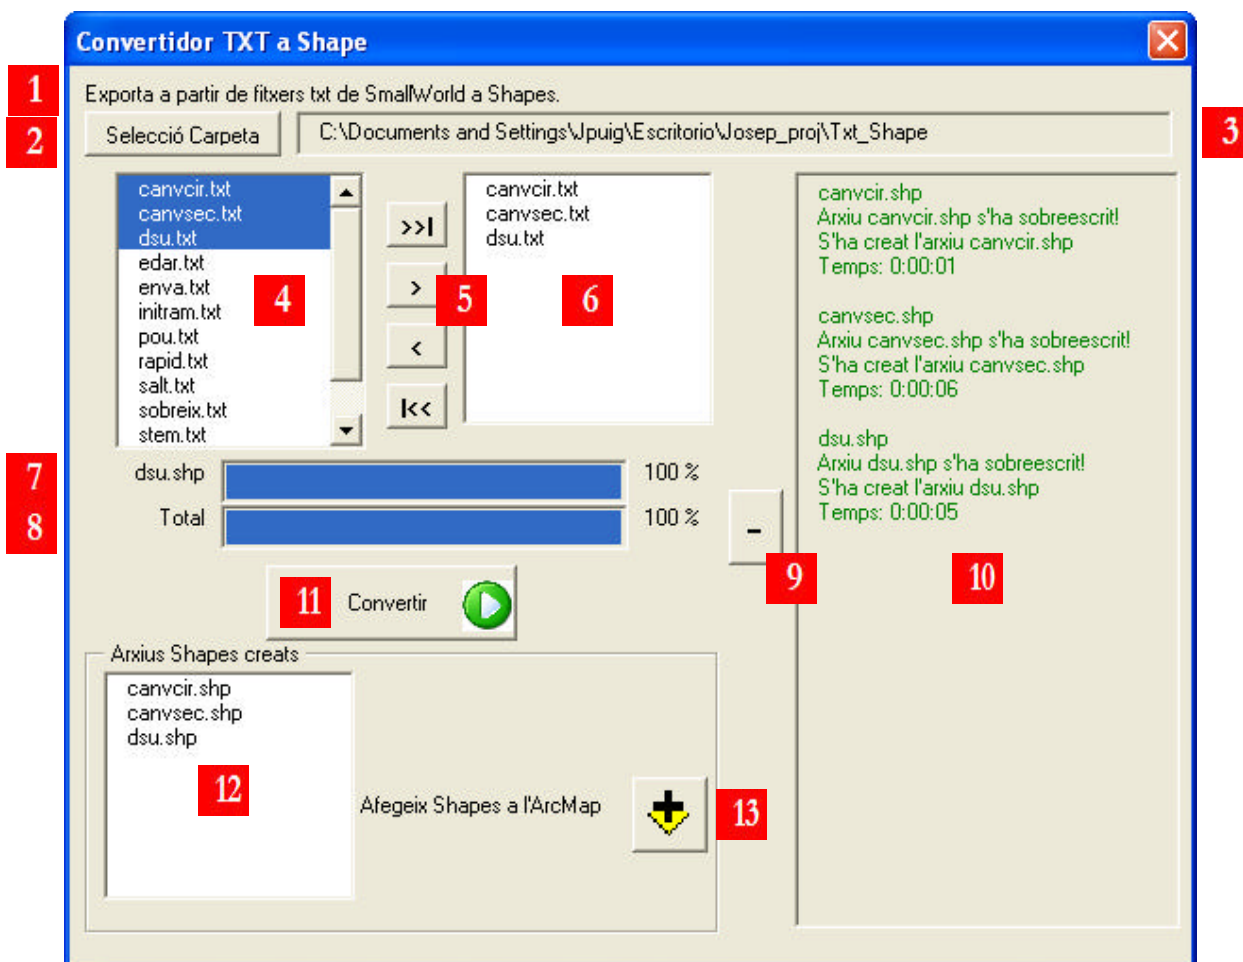 Convertidor TXT a Shape
1
Exporta a partir de fitxers txt de SmallWorld a Shapes.
2
Selecció Carpeta
C:\Documents and Settings\Jpuig\Escritorio\Josep_proj\Txt_Shape
3
canvcir.txt
canvsec.txt
dsu.txt
edar.txt
enva.txt
initram.txt
pou.txt
rapid.txt
salt.txt
sobreix.txt
stem.txt
4
>>I
>
<
I<<
5
canvcir.txt
canvsec.txt
dsu.txt
6
7
dsu.shp
100 %
8
Total
100 %
-
9
canvcir.shp
Arxiu canvcir.shp s'ha sobreescrit!
S'ha creat l'arxiu canvcir.shp
Temps: 0:00:01
canvsec.shp
Arxiu canvsec.shp s'ha sobreescrit!
S'ha creat l'arxiu canvsec.shp
Temps: 0:00:06
dsu.shp
Arxiu dsu.shp s'ha sobreescrit!
S'ha creat l'arxiu dsu.shp
Temps: 0:00:05
10
11
Convertir
Arxius Shapes creats
canvcir.shp
canvsec.shp
dsu.shp
12
Afegeix Shapes a l'ArcMap
13